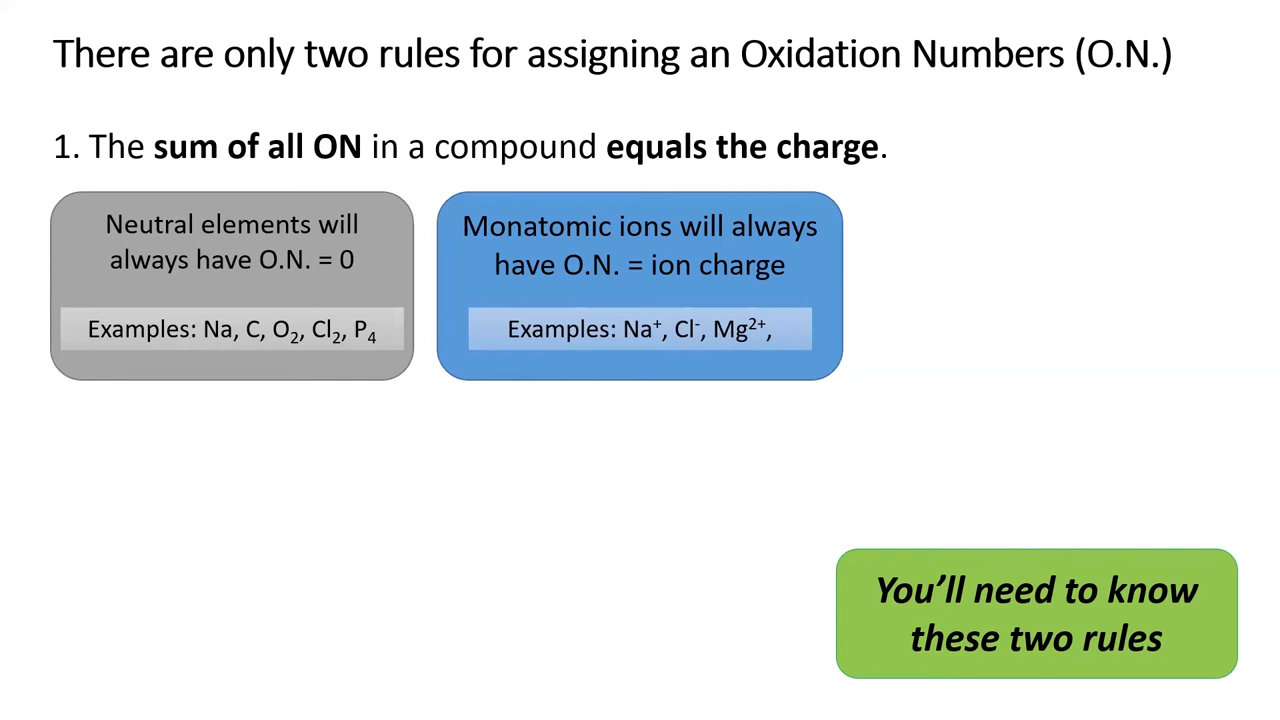 There are only two rules for assigning an Oxidation Numbers (O.N.)
1. The sum of all ON in a compound equals the charge.
Neutral elements will
always have O.N. = 0
Examples: Na, C, O₂, Cl₂, P₄
Monatomic ions will always
have O.N. = ion charge
Examples: Na⁺, Cl⁻, Mg²⁺,
You’ll need to know
these two rules